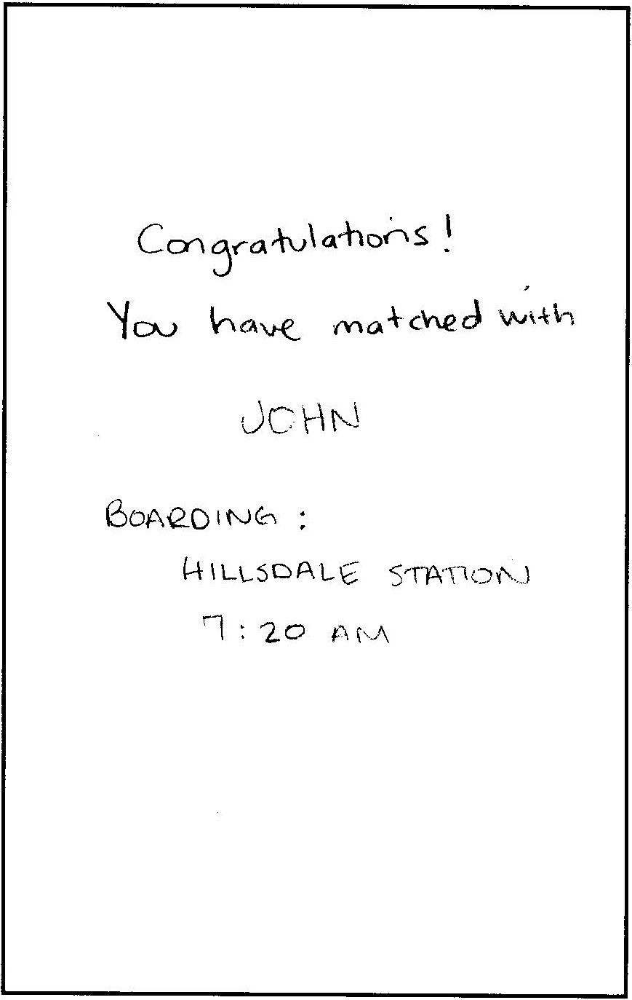 Congratulations!
You have matched with
JOHN
BOARDING:
HILLSDALE STATION
7:20 AM